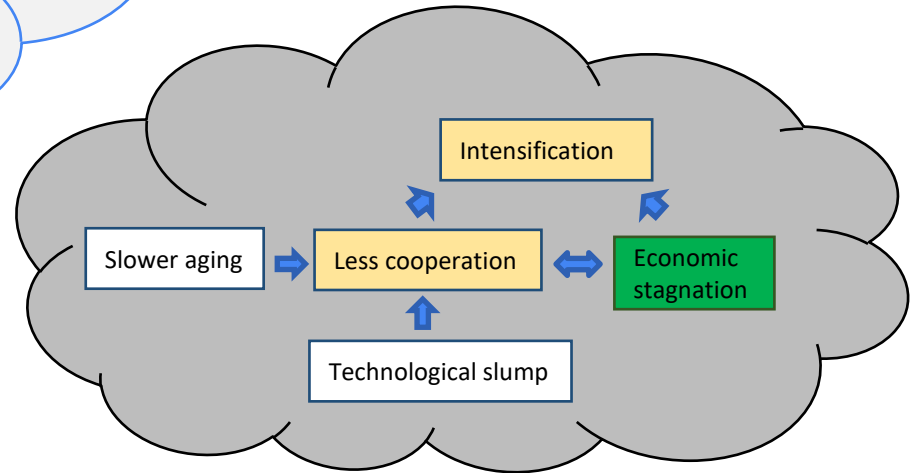 Intensification
Slower aging
Less cooperation
Economic
stagnation
Technological slump